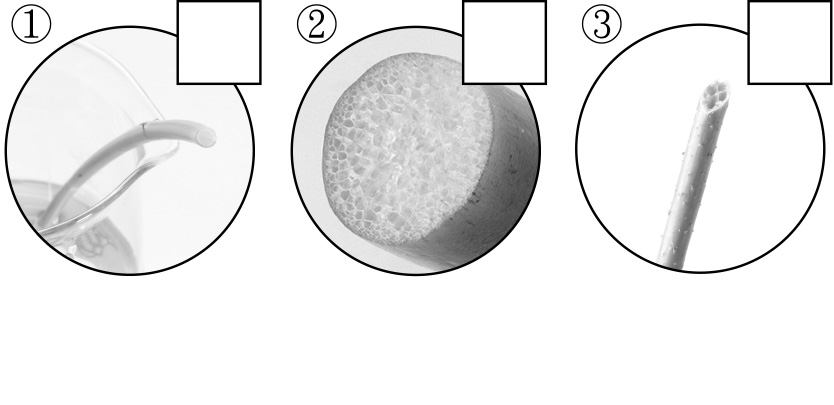 ① ② ③